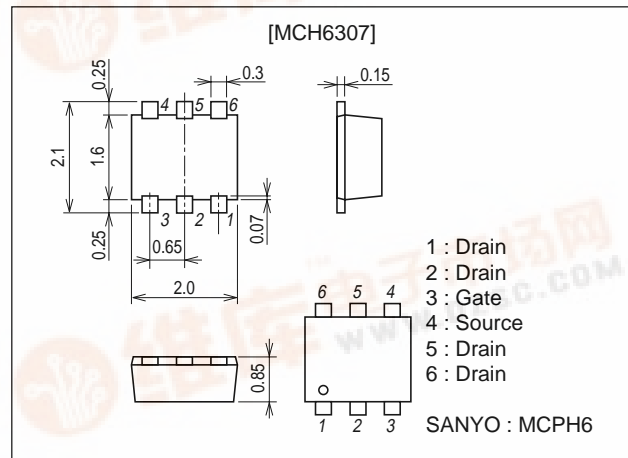 [MCH6307]
0.25
0.3
0.15
4 5 6
2.1
1.6
3 2 1
0.07
0.25
0.65
2.0
1 : Drain
2 : Drain
3 : Gate
4 : Source
5 : Drain
6 : Drain
6 5 4
0.85
1 2 3
SANYO : MCPH6